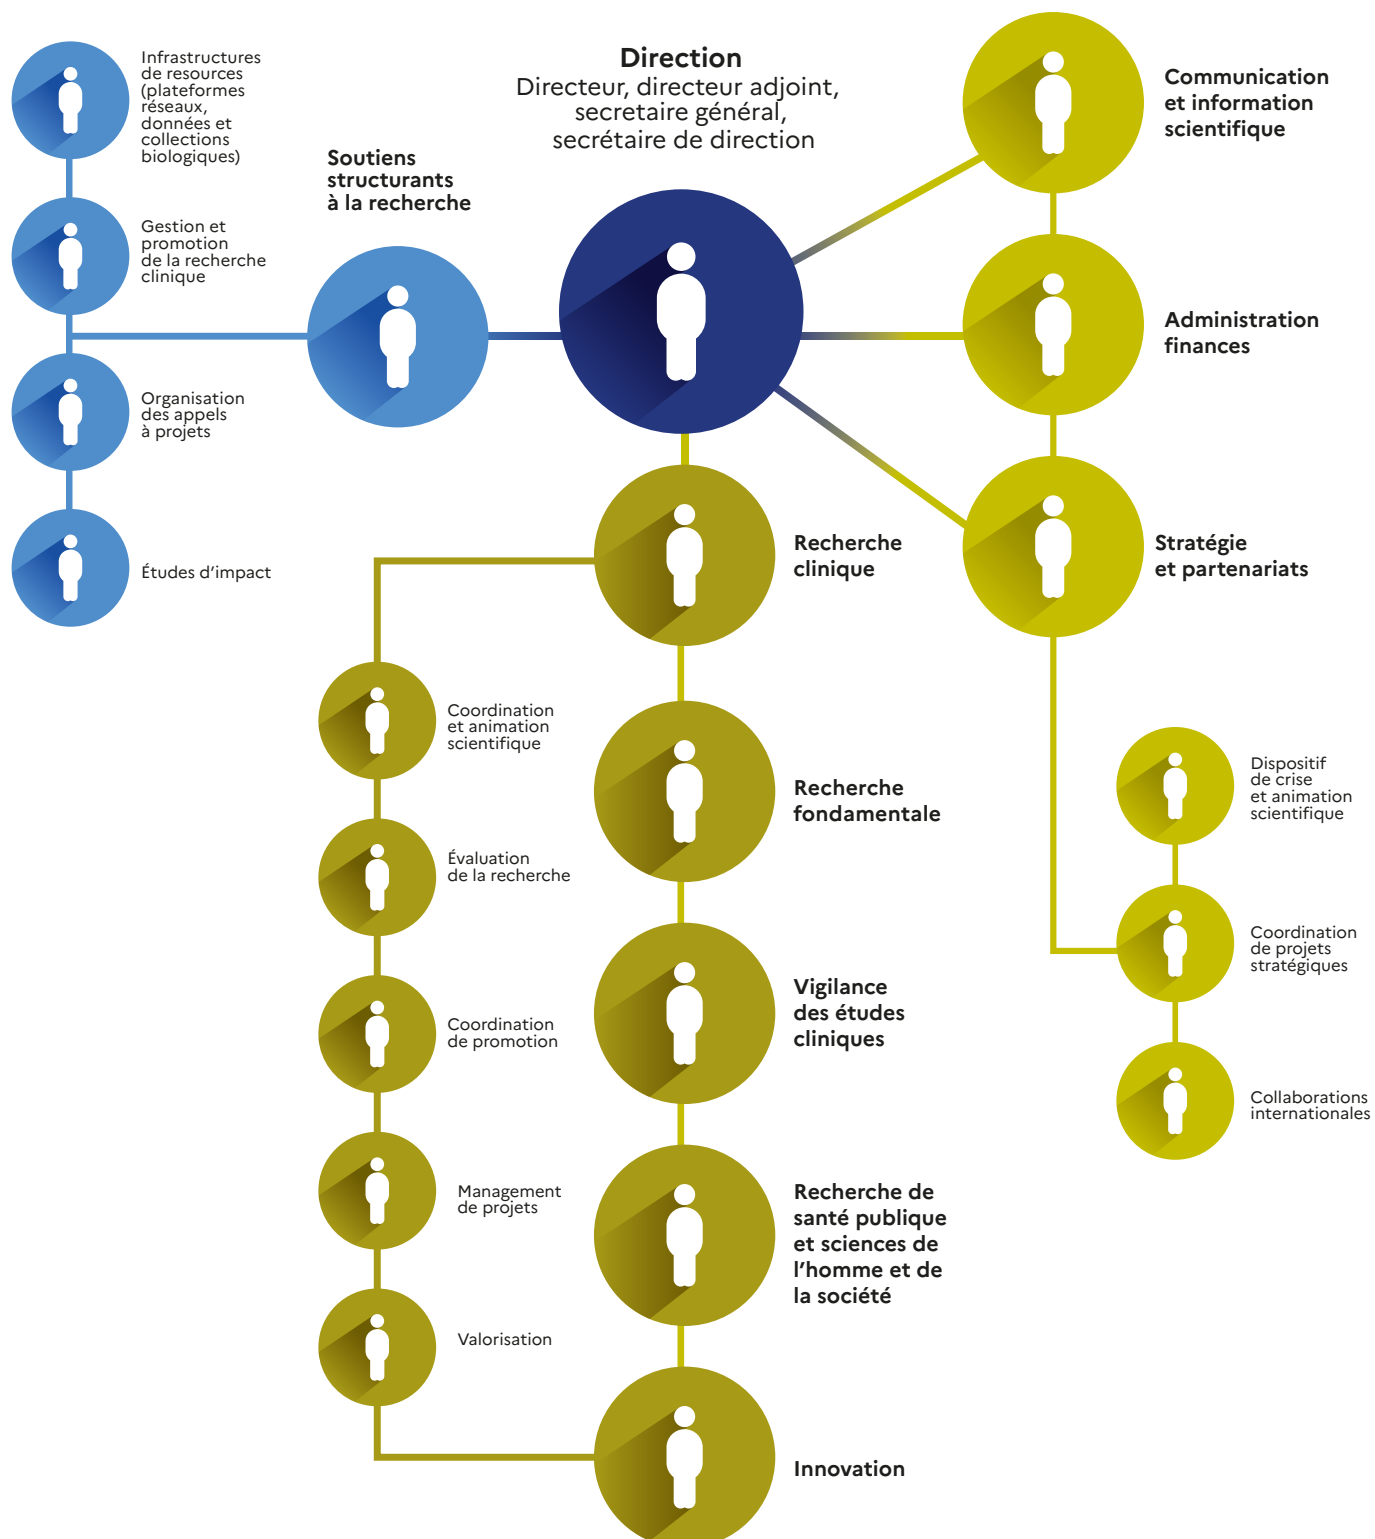 Infrastructures
de resources
(plateformes
réseaux,
données et
collections
biologiques)
Gestion et
promotion
de la recherche
clinique
Organisation
des appels
à projets
Études d'impact
Soutiens
structurants
à la recherche
Direction
Directeur, directeur adjoint,
secretaire général,
secrétaire de direction
Communication
et information
scientifique
Administration
finances
Stratégie
et partenariats
Dispositif
de crise
et animation
scientifique
Coordination
de projets
stratégiques
Collaborations
internationales
Recherche
clinique
Recherche
fondamentale
Vigilance
des études
cliniques
Recherche de
santé publique
et sciences de
l'homme et de
la société
Innovation
Coordination
et animation
scientifique
Évaluation
de la recherche
Coordination
de promotion
Management
de projets
Valorisation